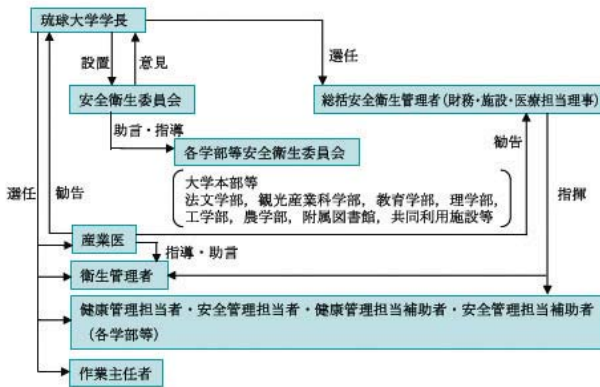 琉球大学学長
選任
設置
意見
安全衛生委員会
総括安全衛生管理者(財務・施設・医療担当理事)
助言・指導
各学部等安全衛生委員会
勧告
大学本部等
法文学部，観光産業科学部，教育学部，理学部，
工学部，農学部，附属図書館，共同利用施設等
選任
勧告
指揮
産業医
指導・助言
衛生管理者
健康管理担当者・安全管理担当者・健康管理担当補助者・安全管理担当補助者
(各学部等)
作業主任者